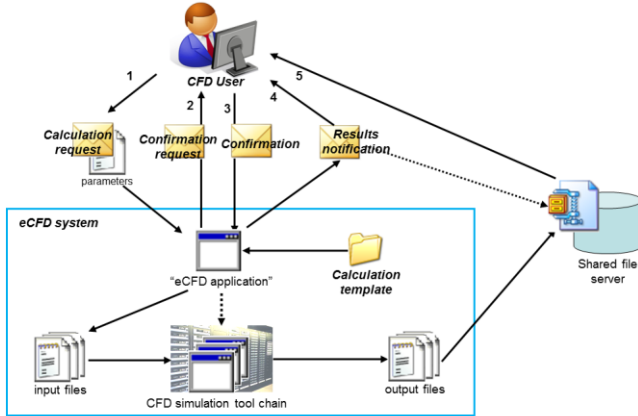 CFD User
1
2
3
4
5
Calculation
request
parameters
Confirmation
request
Confirmation
Results
notification
eCFD system
"eCFD application"
Calculation
template
Shared file
server
input files
CFD simulation tool chain
output files